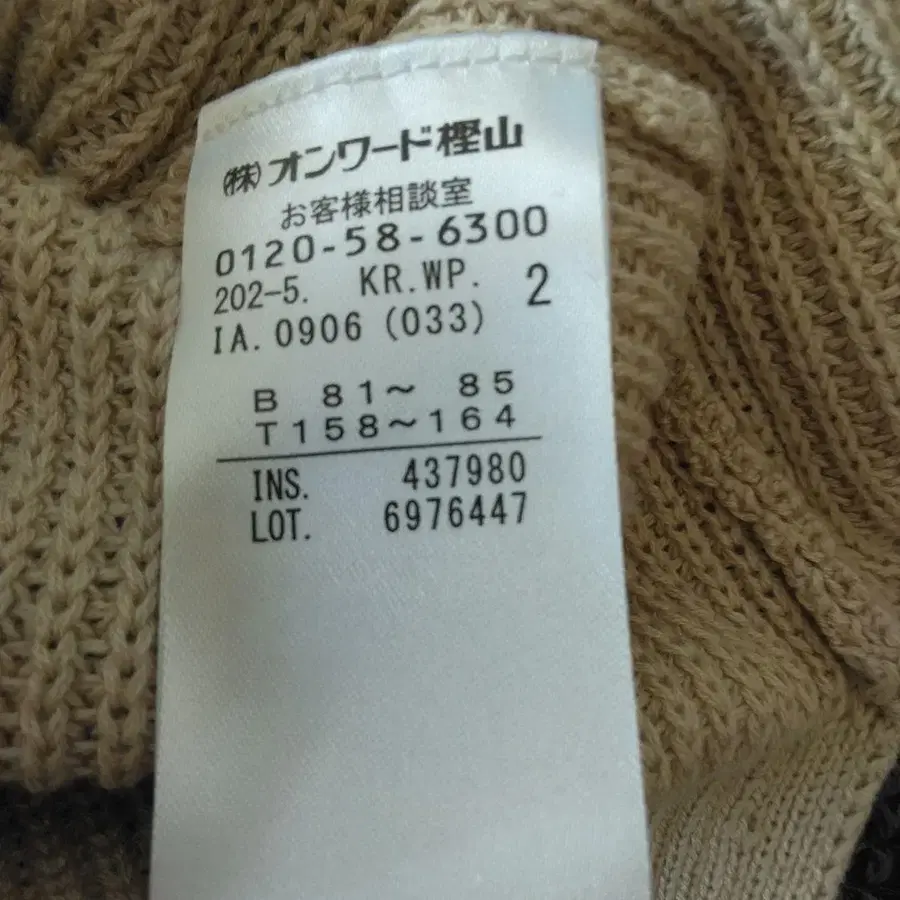 ㈱オンワード樫山
お客様相談室
0120-58-6300
202-5. KR.WP. 2
IA.0906 (033)
B 81～ 85
T158～164
INS. 437980
LOT. 6976447